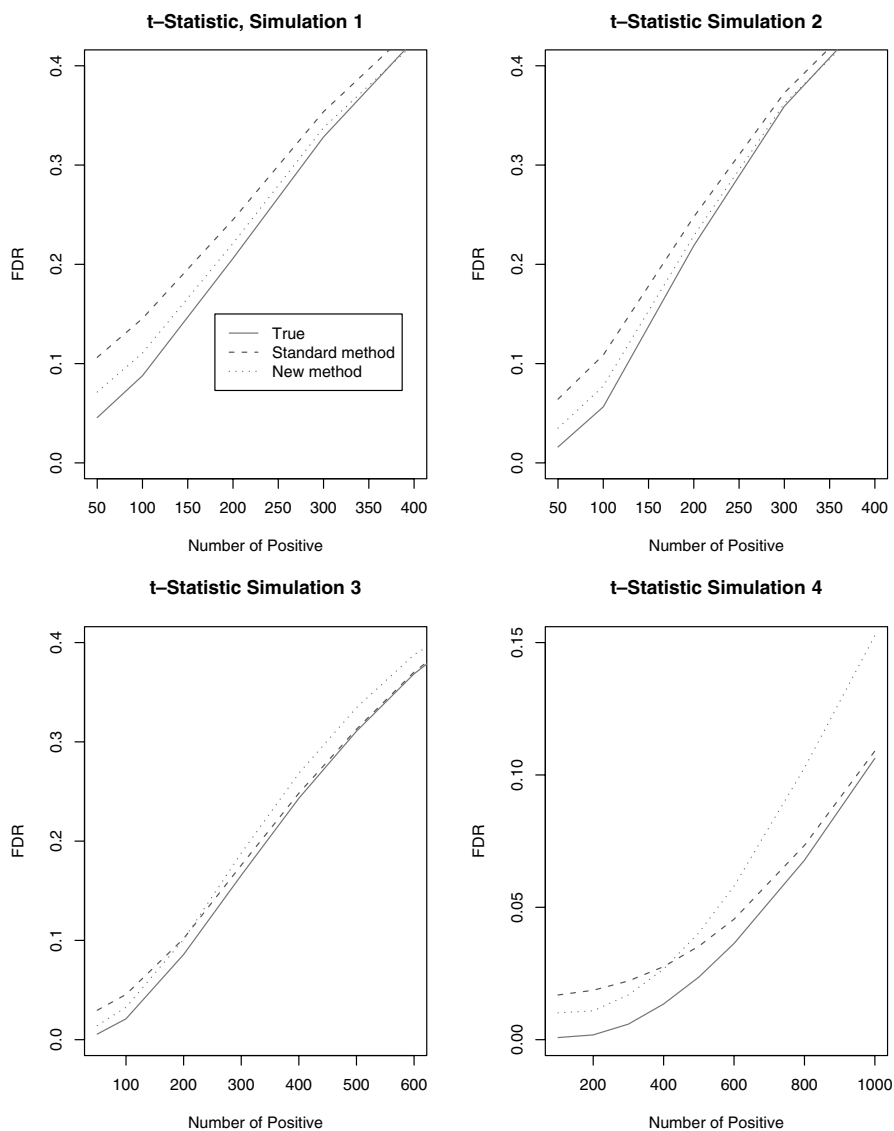 t–Statistic, Simulation 1
FDR
0.0
0.1
0.2
0.3
0.4
True
Standard method
New method
50 100 150 200 250 300 350 400
Number of Positive
t–Statistic Simulation 2
FDR
0.0
0.1
0.2
0.3
0.4
50 100 150 200 250 300 350 400
Number of Positive
t–Statistic Simulation 3
FDR
0.0
0.1
0.2
0.3
0.4
100 200 300 400 500 600
Number of Positive
t–Statistic Simulation 4
FDR
0.00
0.05
0.10
0.15
200 400 600 800 1000
Number of Positive